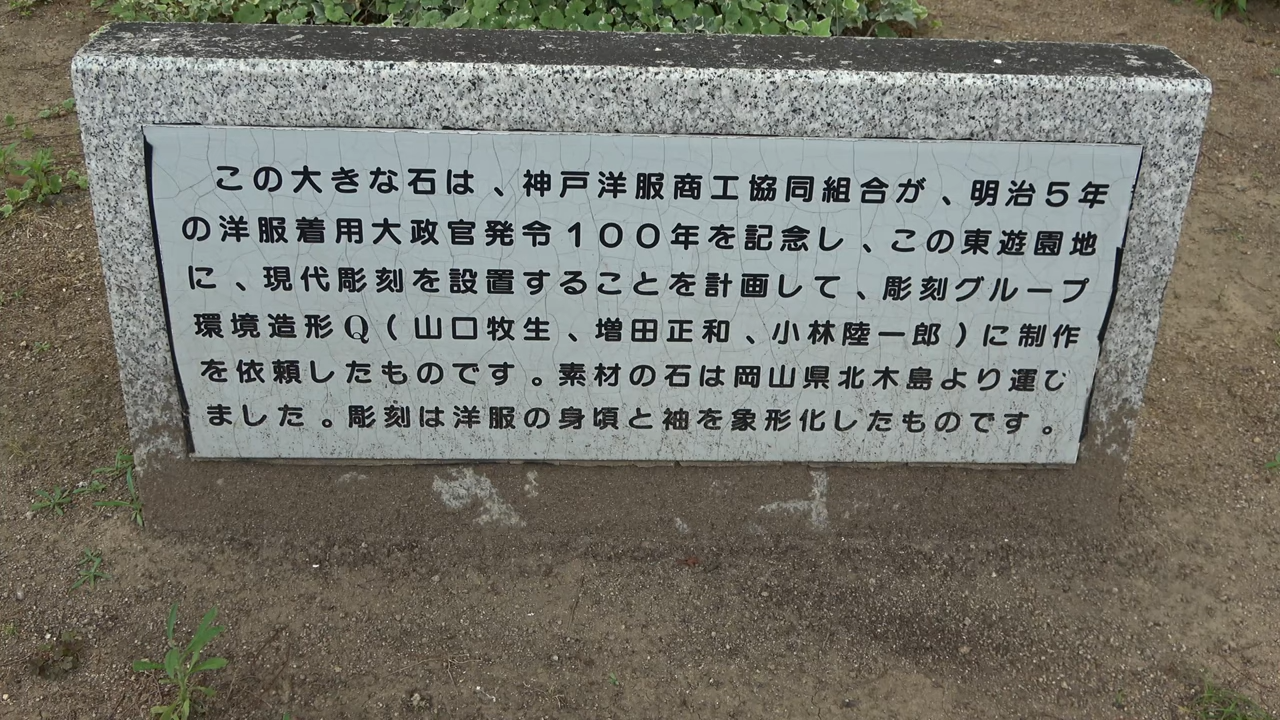 この大きな石は、神戸洋服商工協同組合が、明治5年
の洋服着用大政官発令100年を記念し、この東遊園地
に、現代彫刻を設置することを計画して、彫刻グループ
環境造形Q(山口牧生、増田正和、小林陸一郎)に制作
を依頼したものです。素材の石は岡山県北木島より運び
ました。彫刻は洋服の身頃と袖を象形化したものです。